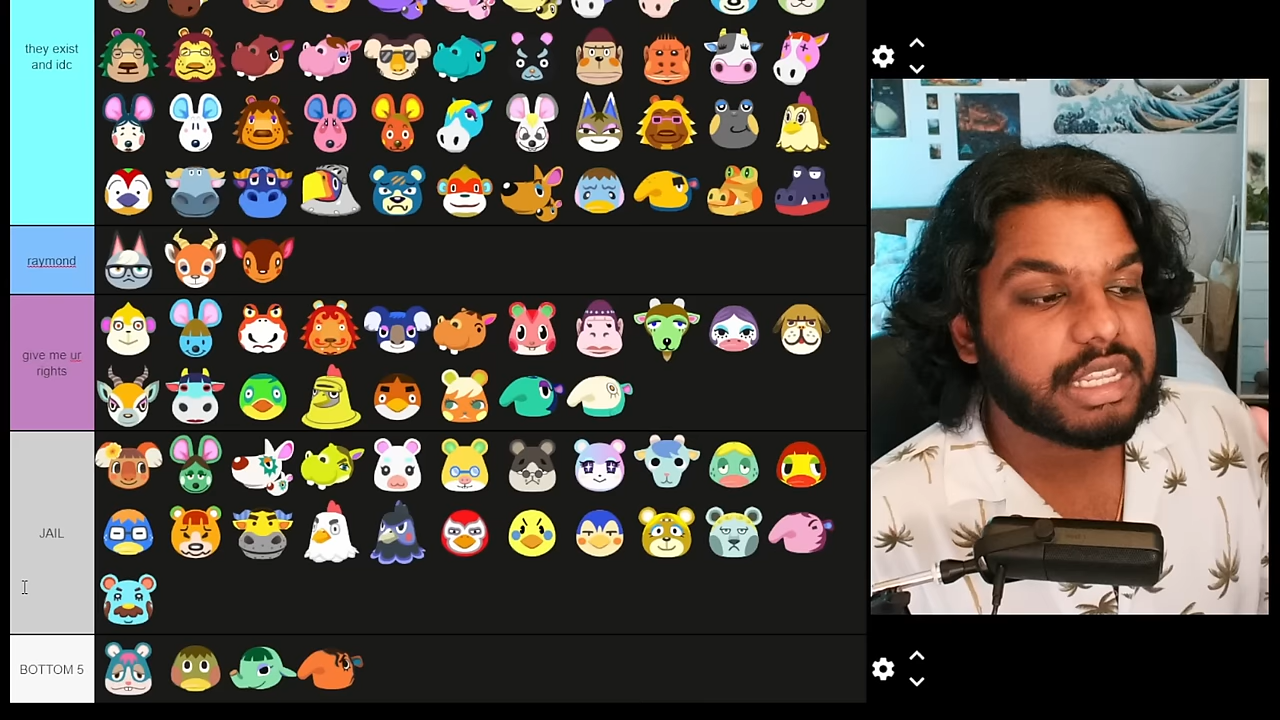 they exist
and idc
raymond
give me ur
rights
JAIL
BOTTOM 5